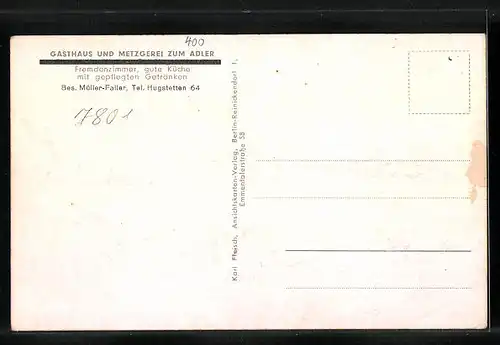 400
GASTHAUS UND METZGEREI ZUM ADLER
Fremdenzimmer, gute Küche
mit gepflegten Getränken
Bes. Müller-Faller, Tel. Hugstetten 64
7801
Karl Pfersich, Ansichtskarten-Verlag, Berlin-Reinickendorf 1,
Emmentalerstraße 58